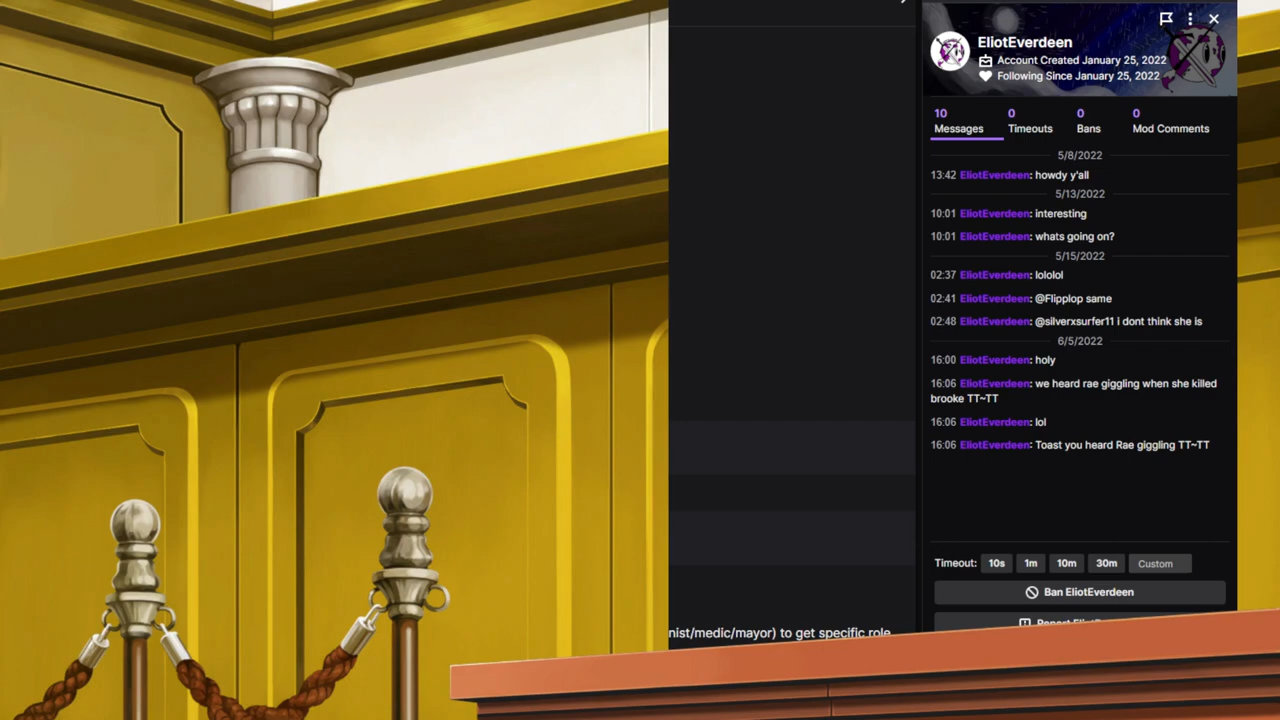 EliotEverdeen
Account Created January 25, 2022
Following Since January 25, 2022
10 Messages
0 Timeouts
0 Bans
0 Mod Comments
5/8/2022
13:42 EliotEverdeen: howdy y'all
5/13/2022
10:01 EliotEverdeen: interesting
10:01 EliotEverdeen: whats going on?
5/15/2022
02:37 EliotEverdeen: lololol
02:41 EliotEverdeen: @Flipplop same
02:48 EliotEverdeen: @silverxsurfer11 i dont think she is
6/5/2022
16:00 EliotEverdeen: holy
16:06 EliotEverdeen: we heard rae giggling when she killed
brooke TT~TT
16:06 EliotEverdeen: lol
16:06 EliotEverdeen: Toast you heard Rae giggling TT~TT
Timeout: 10s 1m 10m 30m Custom
Ban EliotEverdeen
Report
nist/medic/mayor) to get specific role